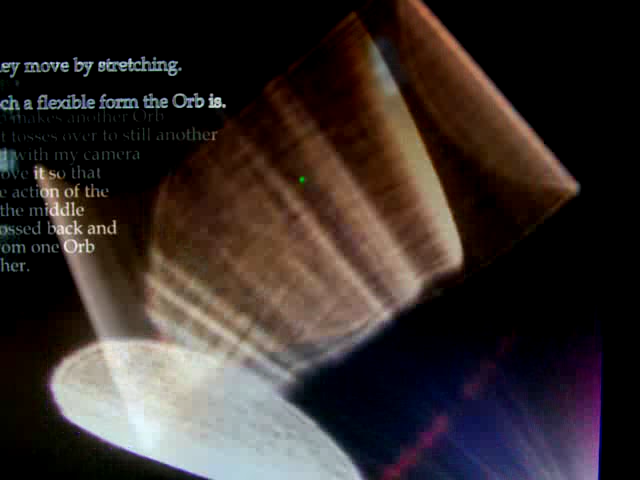 ey move by stretching.
ch a flexible form the Orb is.
makes another Orb
t tosses over to still another
d with my camera
ove it so that
e action of the
the middle
ossed back and
om one Orb
her.